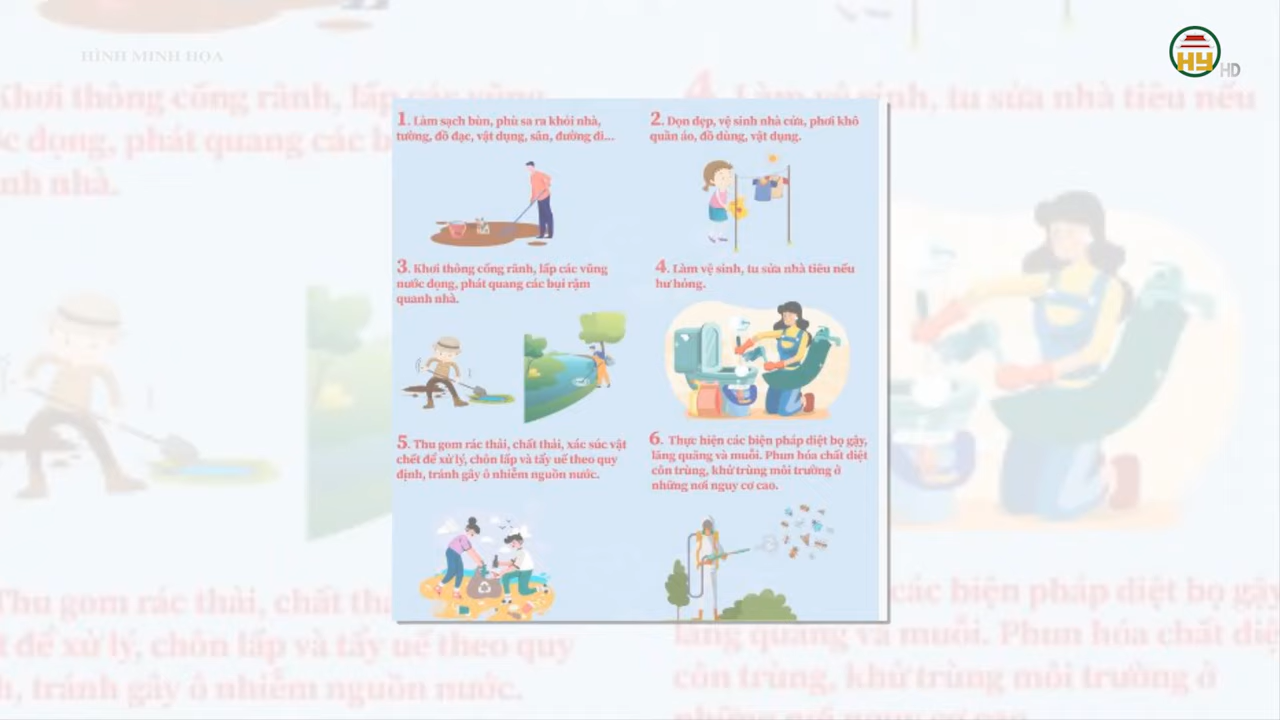 HÌNH MINH HỌA
HY HD
1. Làm sạch bùn, phù sa ra khỏi nhà,
tường, đồ đạc, vật dụng, sân, đường đi...
2. Dọn dẹp, vệ sinh nhà cửa, phơi khô
quần áo, đồ dùng, vật dụng.
3. Khơi thông cống rãnh, lấp các vũng
nước đọng, phát quang các bụi rậm
quanh nhà.
4. Làm vệ sinh, tu sửa nhà tiêu nếu
hư hỏng.
5. Thu gom rác thải, chất thải, xác súc vật
chết để xử lý, chôn lấp và tẩy uế theo quy
định, tránh gây ô nhiễm nguồn nước.
6. Thực hiện các biện pháp diệt bọ gậy,
lăng quăng và muỗi. Phun hóa chất diệt
côn trùng, khử trùng môi trường ở
những nơi nguy cơ cao.